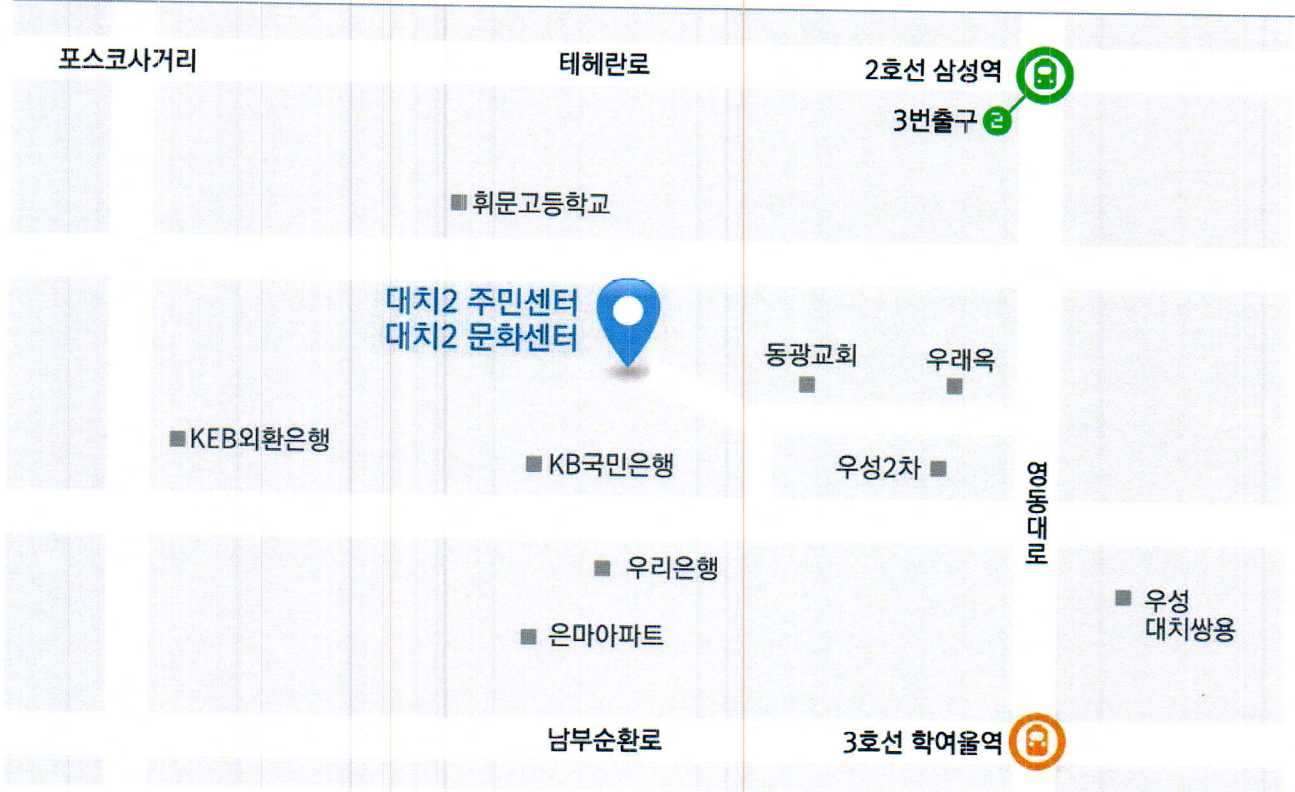 포스코사거리
테헤란로
2호선 삼성역
3번출구 2
휘문고등학교
대치2 주민센터
대치2 문화센터
동광교회
우래옥
KEB외환은행
KB국민은행
우성2차
영동대로
우리은행
은마아파트
우성
대치쌍용
남부순환로
3호선 학여울역